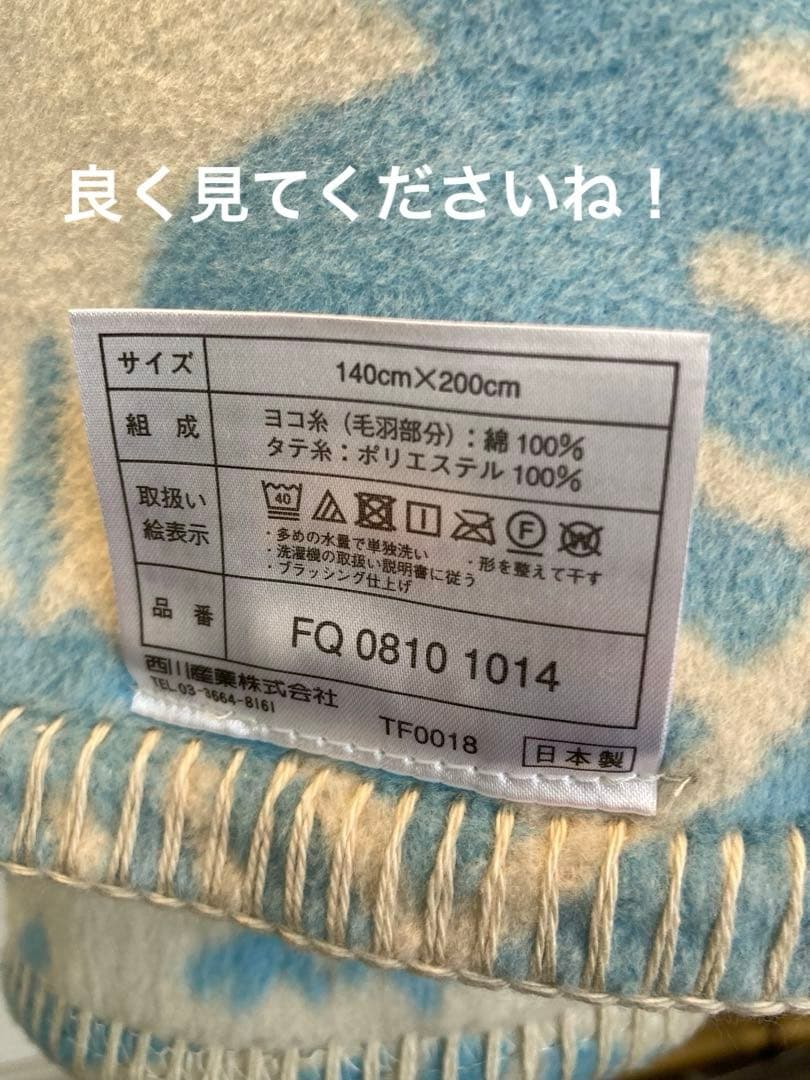 良く見てくださいね！
サイズ 140cm×200cm
組成 ヨコ糸（毛羽部分）：綿 100%
タテ糸：ポリエステル 100%
取扱い
絵表示
40 F W
・多めの水量で単独洗い ・形を整えて干す
・洗濯機の取扱い説明書に従う
・ブラッシング仕上げ
品番 FQ 0810 1014
西川産業株式会社
TEL.03-3664-8161
TF0018 日本製